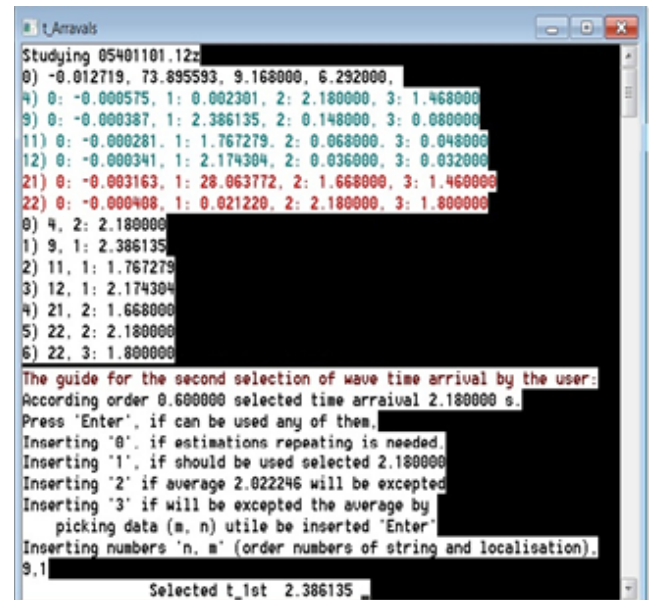 t_Arravals
Studying 05401101.12z
0) -0.012719, 73.895593, 9.168000, 6.292000,
4) 0: -0.000575, 1: 0.002301, 2: 2.180000, 3: 1.468000
9) 0: -0.000387, 1: 2.386135, 2: 0.148000, 3: 0.080000
11) 0: -0.000281, 1: 1.767279, 2: 0.068000, 3: 0.048000
12) 0: -0.000341, 1: 2.174304, 2: 0.036000, 3: 0.032000
21) 0: -0.003163, 1: 28.063772, 2: 1.668000, 3: 1.460000
22) 0: -0.000408, 1: 0.021220, 2: 2.180000, 3: 1.800000
0) 4, 2: 2.180000
1) 9, 1: 2.386135
2) 11, 1: 1.767279
3) 12, 1: 2.174304
4) 21, 2: 1.668000
5) 22, 2: 2.180000
6) 22, 3: 1.800000
The guide for the second selection of wave time arrival by the user:
According order 0.600000 selected time arraival 2.180000 s.
Press 'Enter', if can be used any of them,
Inserting '0', if estimations repeating is needed.
Inserting '1', if should be used selected 2.180000
Inserting '2' if average 2.022246 will be excepted
Inserting '3' if will be excepted the average by
picking data (m, n) utile be inserted 'Enter'
Inserting numbers 'n, m' (order numbers of string and localisation),
9,1
Selected t_1st 2.386135 _